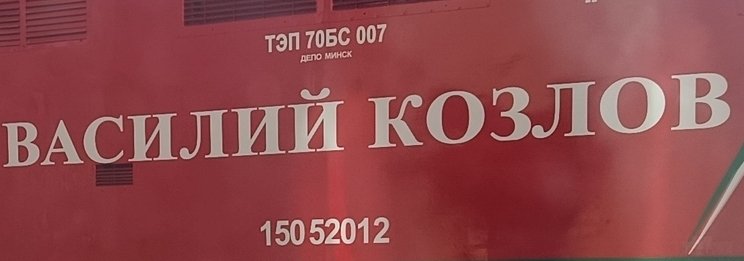 ТЭП 70БС 007
ДЕПО МИНСК
ВАСИЛИЙ КОЗЛОВ
150 52012